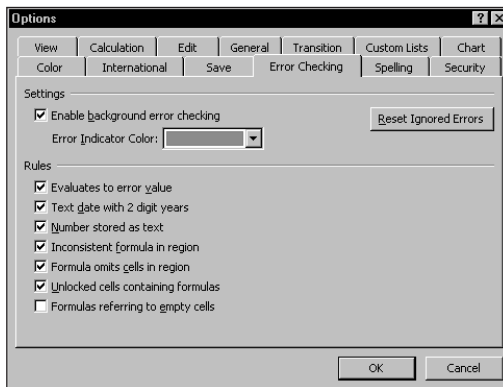 Options
View Calculation Edit General Transition Custom Lists Chart
Color International Save Error Checking Spelling Security
Settings
Enable background error checking
Reset Ignored Errors
Error Indicator Color:
Rules
Evaluates to error value
Text date with 2 digit years
Number stored as text
Inconsistent formula in region
Formula omits cells in region
Unlocked cells containing formulas
Formulas referring to empty cells
OK Cancel